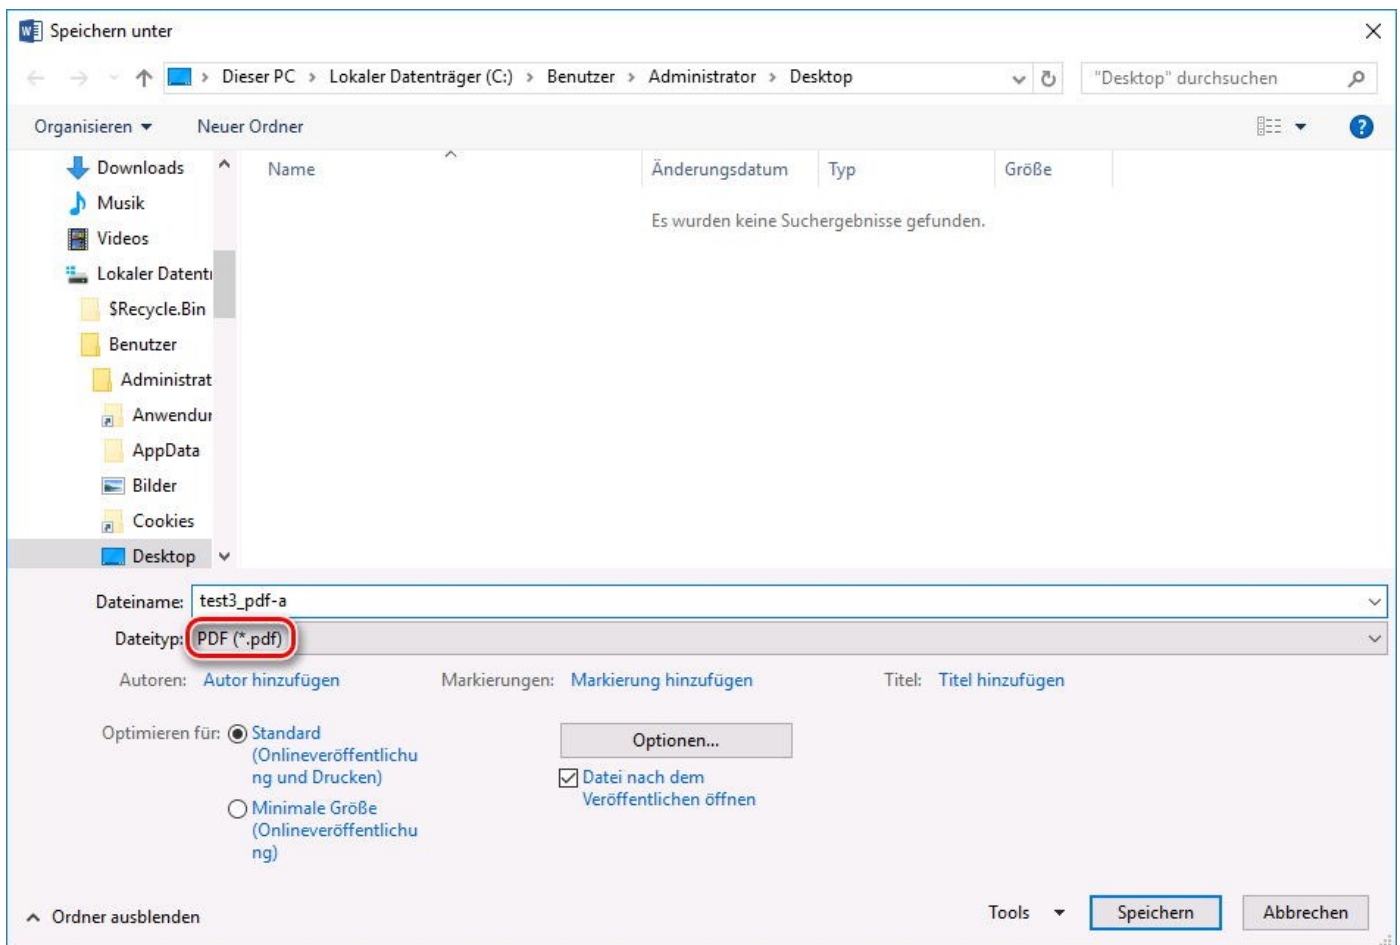 Speichern unter
Dieser PC > Lokaler Datenträger (C:) > Benutzer > Administrator > Desktop
"Desktop" durchsuchen
Organisieren
Neuer Ordner
Name
Änderungsdatum
Typ
Größe
Es wurden keine Suchergebnisse gefunden.
Downloads
Musik
Videos
Lokaler Datenti
$Recycle.Bin
Benutzer
Administrat
Anwendur
AppData
Bilder
Cookies
Desktop
Dateiname: test3_pdf-a
Dateityp: PDF (*.pdf)
Autoren: Autor hinzufügen
Markierungen: Markierung hinzufügen
Titel: Titel hinzufügen
Optimieren für:
Standard
(Onlineveröffentlichu
ng und Drucken)
Minimale Größe
(Onlineveröffentlichu
ng)
Optionen...
Datei nach dem
Veröffentlichen öffnen
Ordner ausblenden
Tools
Speichern
Abbrechen